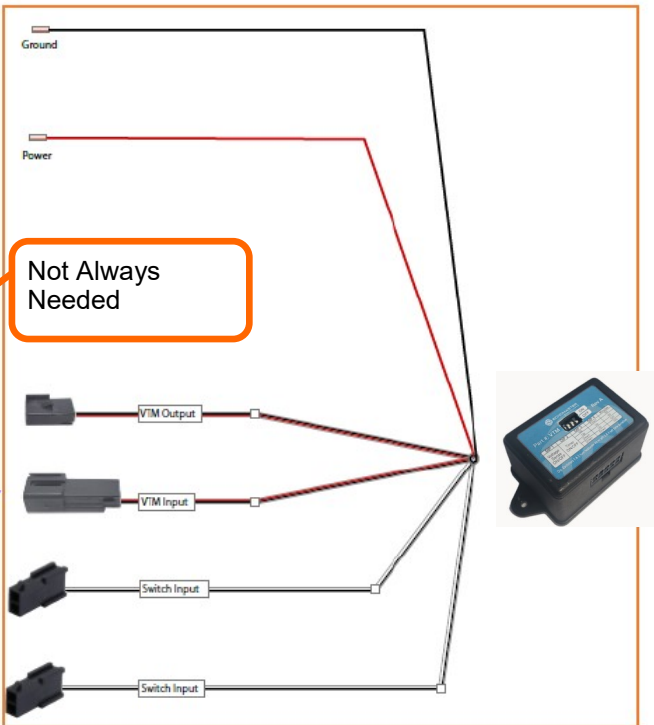 Ground
Power
Not Always
Needed
VTM Output
VTM Input
Switch Input
Switch Input